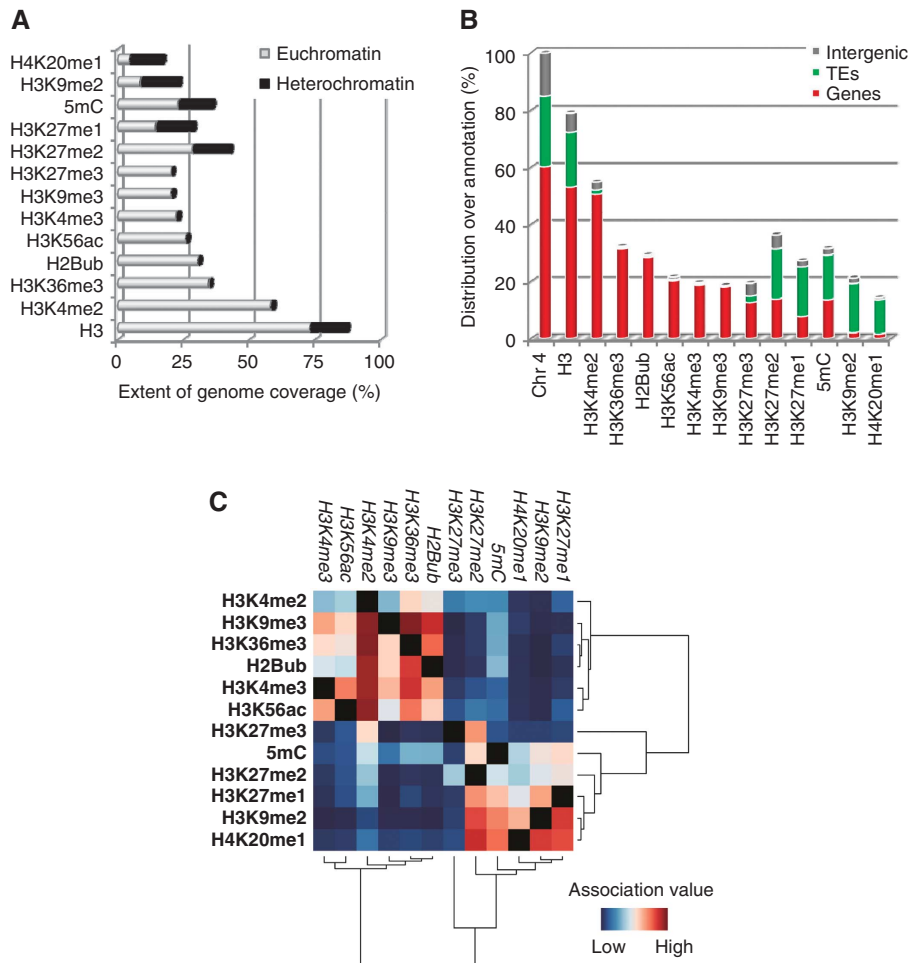 A
Euchromatin
Heterochromatin
H4K20me1
H3K9me2
5mC
H3K27me1
H3K27me2
H3K27me3
H3K9me3
H3K4me3
H3K56ac
H2Bub
H3K36me3
H3K4me2
H3
0 25 50 75 100
Extent of genome coverage (%)
B
Distribution over annotation (%)
100
80
60
40
20
0
Intergenic
TEs
Genes
Chr 4
H3
H3K4me2
H3K36me3
H2Bub
H3K56ac
H3K4me3
H3K9me3
H3K27me3
H3K27me2
H3K27me1
5mC
H3K9me2
H4K20me1
C
H3K4me3
H3K56ac
H3K4me2
H3K9me3
H3K36me3
H2Bub
H3K27me3
H3K27me2
5mC
H4K20me1
H3K9me2
H3K27me1
H3K4me2
H3K9me3
H3K36me3
H2Bub
H3K4me3
H3K56ac
H3K27me3
5mC
H3K27me2
H3K27me1
H3K9me2
H4K20me1
Association value
Low High